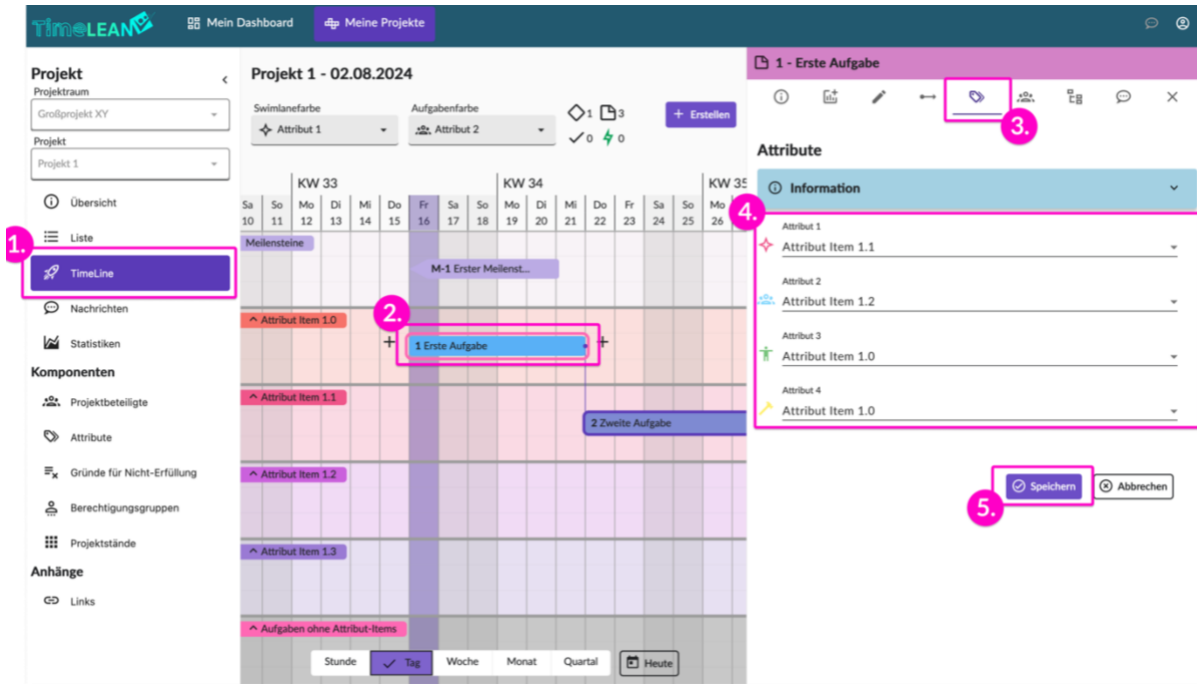 TimeLEAN
Mein Dashboard
Meine Projekte
Projekt
Projektraum
Großprojekt XY
Projekt
Projekt 1
Übersicht
Liste
1.
TimeLine
Nachrichten
Statistiken
Komponenten
Projektbeteiligte
Attribute
Gründe für Nicht-Erfüllung
Berechtigungsgruppen
Projektstände
Anhänge
Links
Projekt 1 - 02.08.2024
Swimlanefarbe
Attribut 1
Aufgabenfarbe
Attribut 2
1 3
0 0
+ Erstellen
KW 33 KW 34 KW 35
Sa So Mo Di Mi Do Fr Sa So Mo Di Mi Do Fr Sa So Mo
10 11 12 13 14 15 16 17 18 19 20 21 22 23 24 25 26
Meilensteine
M-1 Erster Meilenst...
Attribut Item 1.0
2.
+ 1 Erste Aufgabe +
Attribut Item 1.1
2 Zweite Aufgabe
Attribut Item 1.2
Attribut Item 1.3
Aufgaben ohne Attribut-Items
Stunde Tag Woche Monat Quartal Heute
1 - Erste Aufgabe
3.
Attribute
Information
4.
Attribut 1
Attribut Item 1.1
Attribut 2
Attribut Item 1.2
Attribut 3
Attribut Item 1.0
Attribut 4
Attribut Item 1.0
Speichern Abbrechen
5.